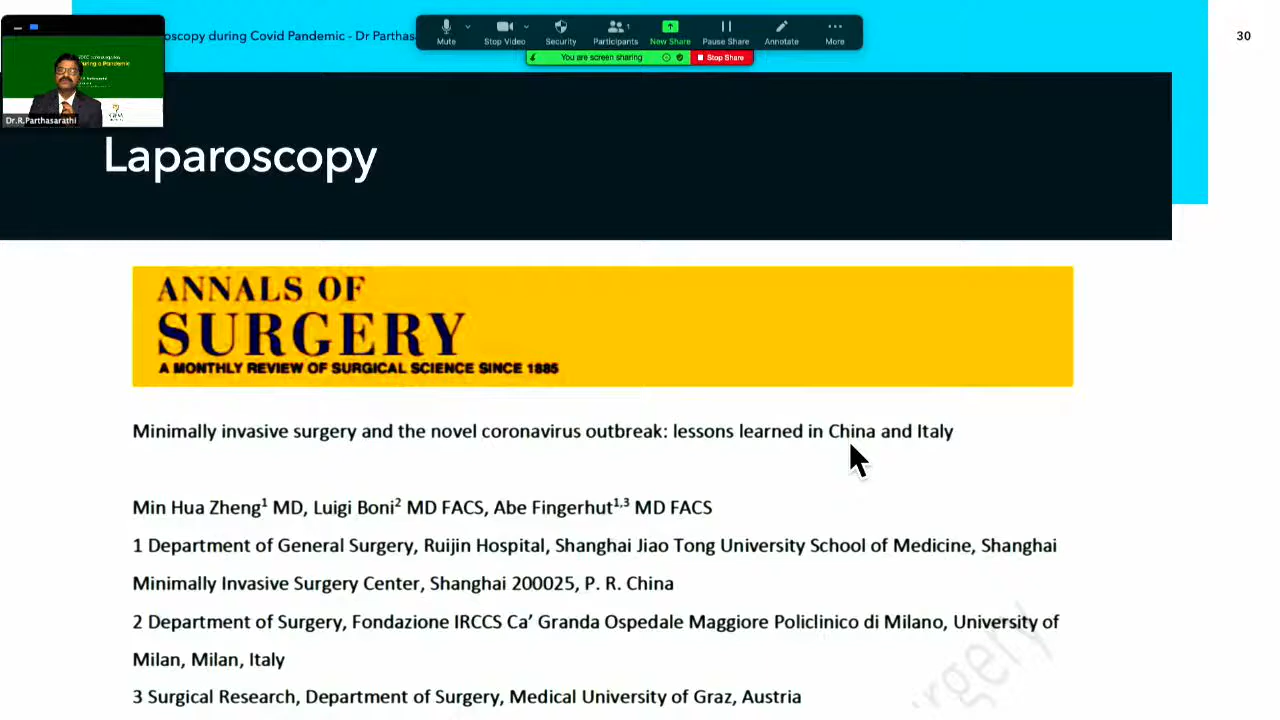 oscopy during Covid Pandemic - Dr Parthas
Mute
Stop Video
Security
Participants
1
New Share
Pause Share
Annotate
More
30
You are screen sharing
Stop Share
During a Pandemic
Dr.R.Parthasarathi
Laparoscopy
ANNALS OF
SURGERY
A MONTHLY REVIEW OF SURGICAL SCIENCE SINCE 1885
Minimally invasive surgery and the novel coronavirus outbreak: lessons learned in China and Italy
Min Hua Zheng¹ MD, Luigi Boni² MD FACS, Abe Fingerhut¹,³ MD FACS
1 Department of General Surgery, Ruijin Hospital, Shanghai Jiao Tong University School of Medicine, Shanghai
Minimally Invasive Surgery Center, Shanghai 200025, P. R. China
2 Department of Surgery, Fondazione IRCCS Ca’ Granda Ospedale Maggiore Policlinico di Milano, University of
Milan, Milan, Italy
3 Surgical Research, Department of Surgery, Medical University of Graz, Austria
urgery